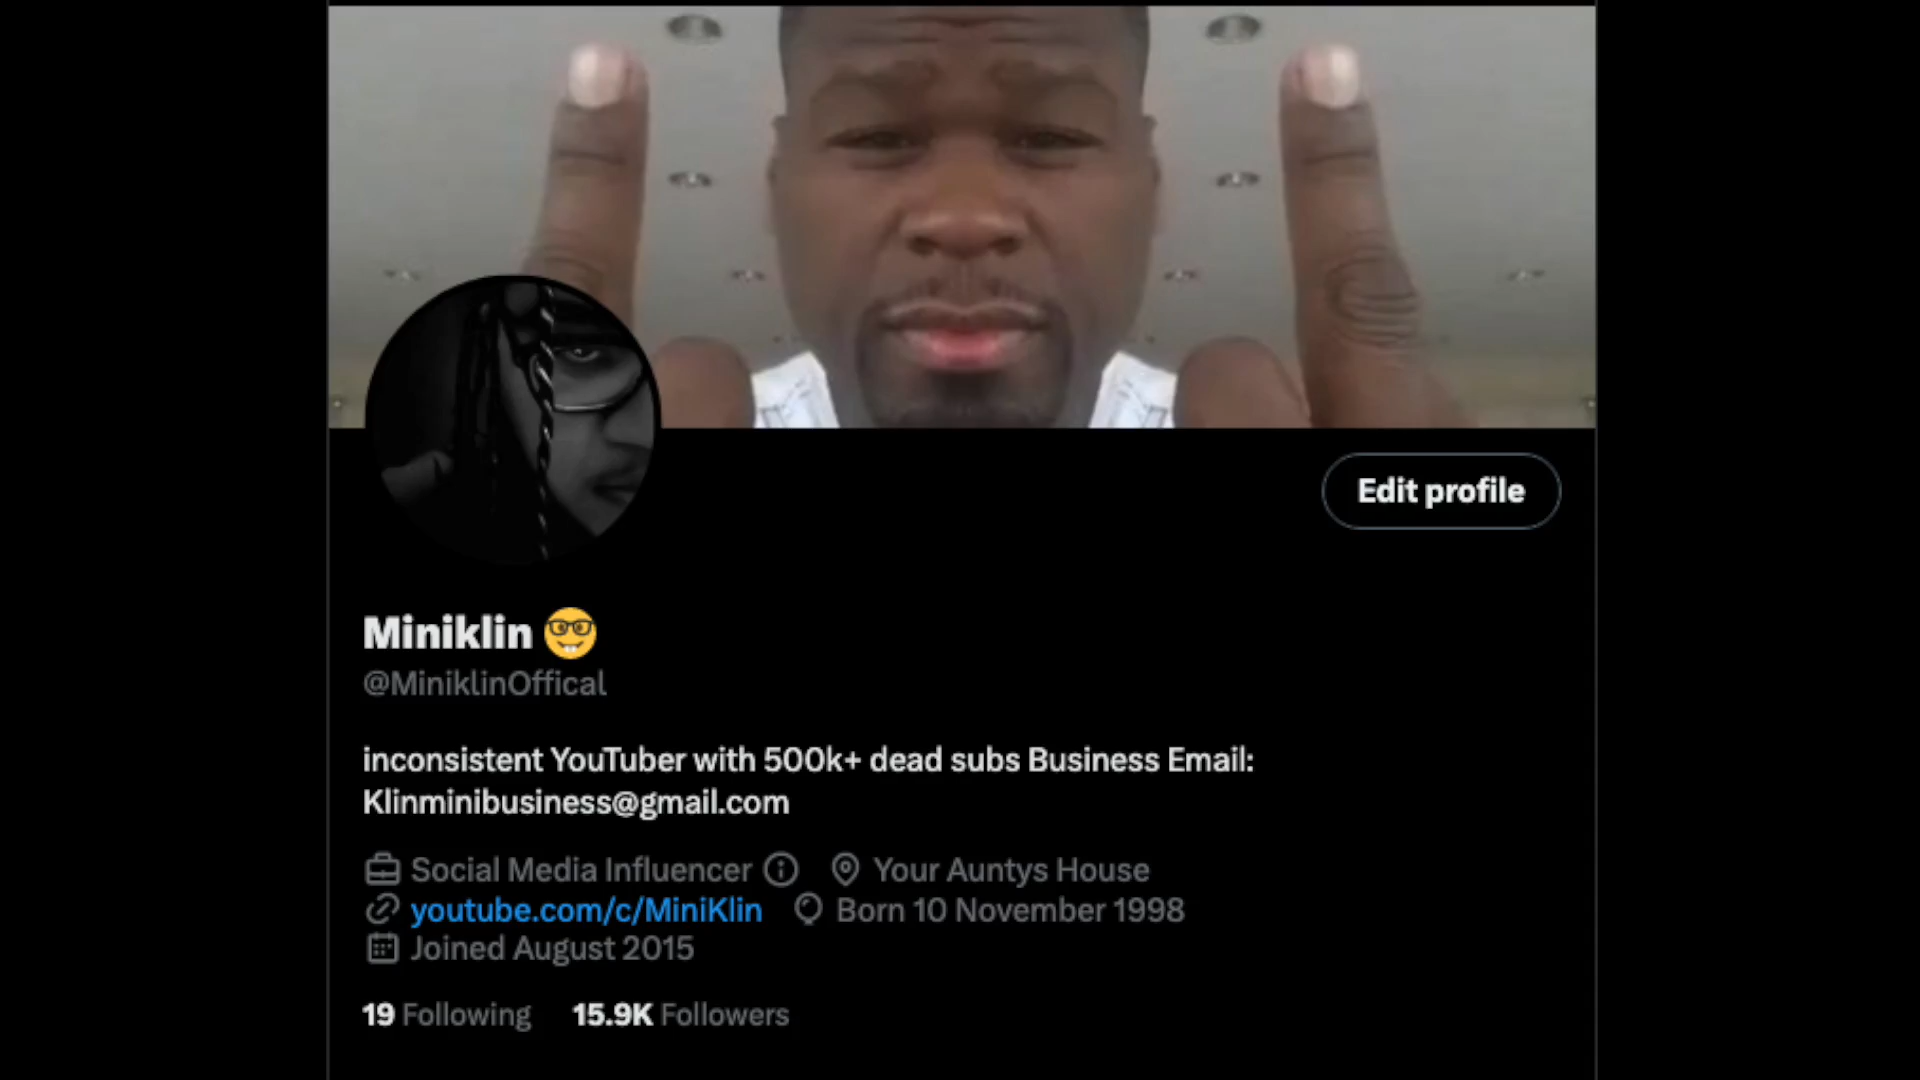 Edit profile
Miniklin 🤓
@MiniklinOffical
inconsistent YouTuber with 500k+ dead subs Business Email:
Klinminibusiness@gmail.com
Social Media Influencer Your Auntys House
youtube.com/c/MiniKlin Born 10 November 1998
Joined August 2015
19 Following 15.9K Followers